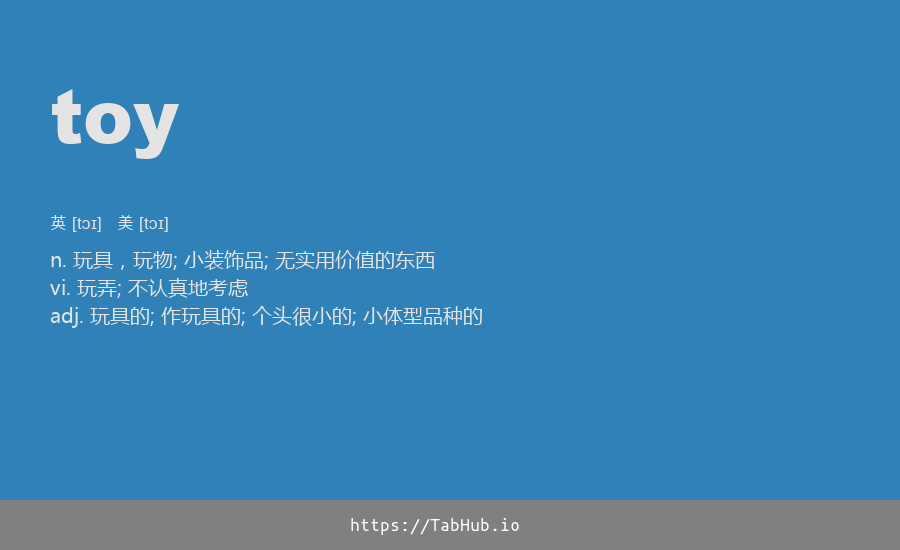 toy
英 [tɔɪ] 美 [tɔɪ]
n. 玩具，玩物; 小装饰品; 无实用价值的东西
vi. 玩弄; 不认真地考虑
adj. 玩具的; 作玩具的; 个头很小的; 小体型品种的
https://TabHub.io